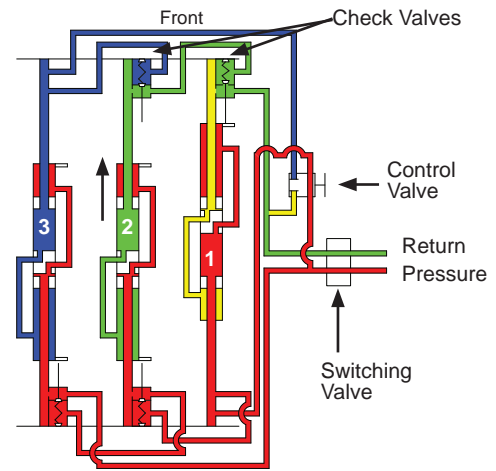 Front
Check Valves
Control
Valve
3
2
1
Return
Pressure
Switching
Valve